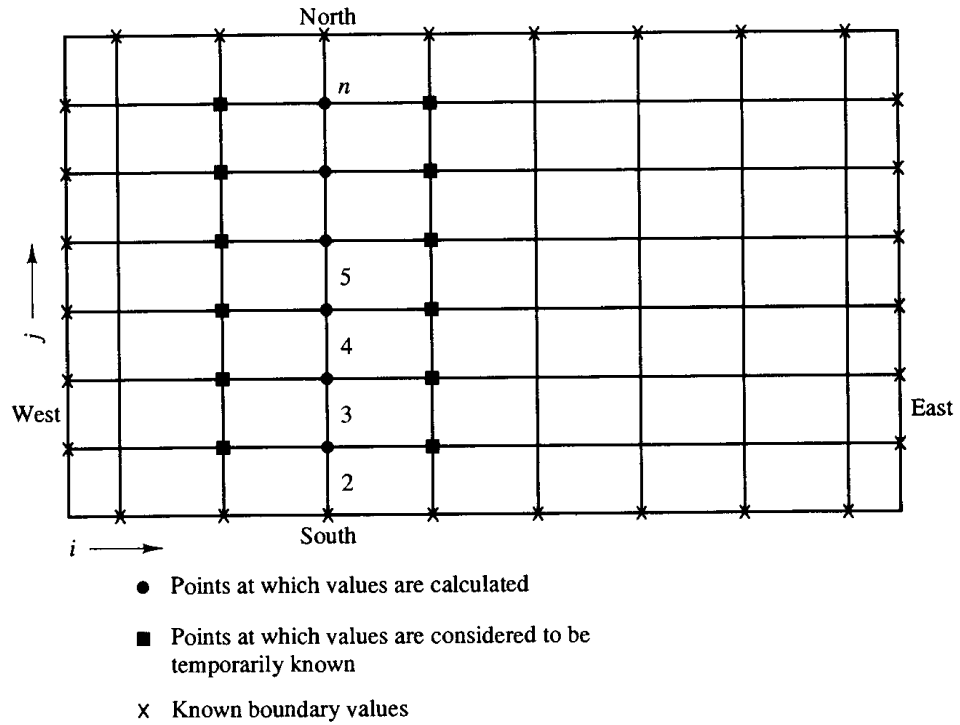 North
n
5
j
4
West
3
East
2
South
i
Points at which values are calculated
Points at which values are considered to be
temporarily known
x Known boundary values